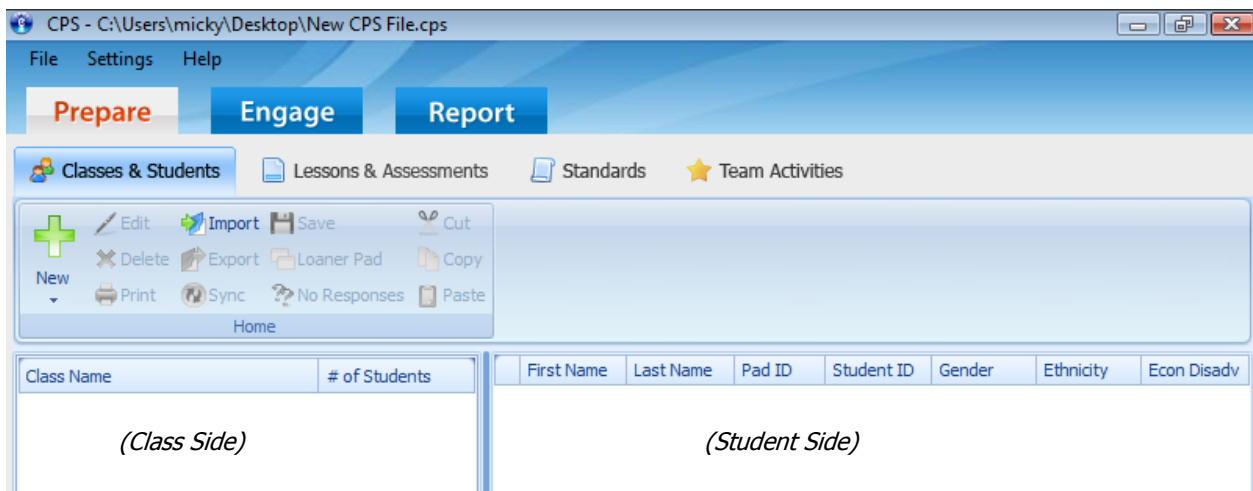 CPS - C:\Users\micky\Desktop\New CPS File.cps
File Settings Help
Prepare Engage Report
Classes & Students Lessons & Assessments Standards Team Activities
Edit Import Save Cut
Delete Export Loaner Pad Copy
New
Print Sync No Responses Paste
Home
Class Name # of Students First Name Last Name Pad ID Student ID Gender Ethnicity Econ Disadv
(Class Side) (Student Side)